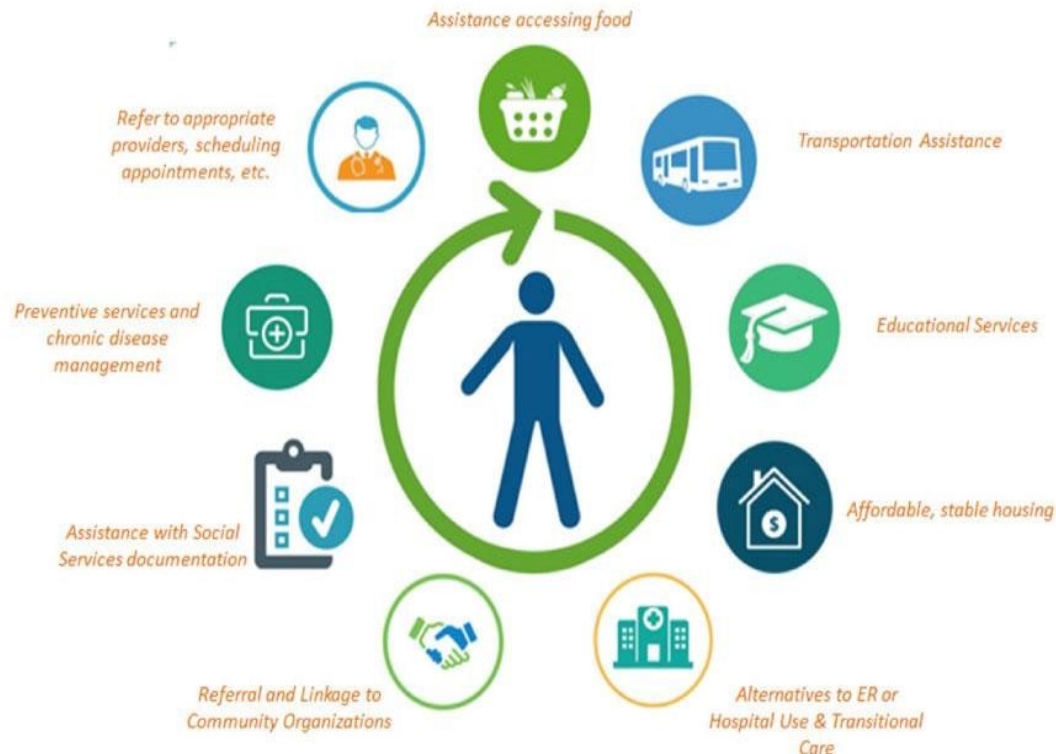 Assistance accessing food
Refer to appropriate
providers, scheduling
appointments, etc.
Transportation Assistance
Preventive services and
chronic disease
management
Educational Services
Assistance with Social
Services documentation
$
Affordable, stable housing
Referral and Linkage to
Community Organizations
Alternatives to ER or
Hospital Use & Transitional
Care